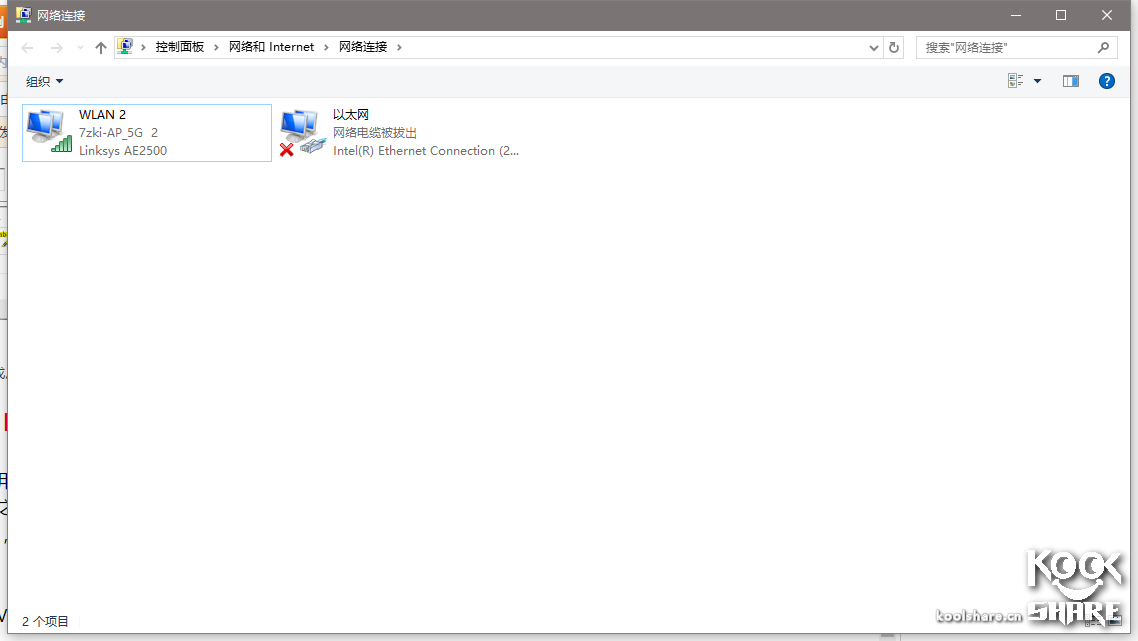 网络连接
控制面板 网络和 Internet 网络连接
搜索"网络连接"
组织
WLAN 2
7zki-AP_5G 2
Linksys AE2500
以太网
网络电缆被拔出
Intel(R) Ethernet Connection (2...
2 个项目
koolshare.cn
KOOL
SHARE